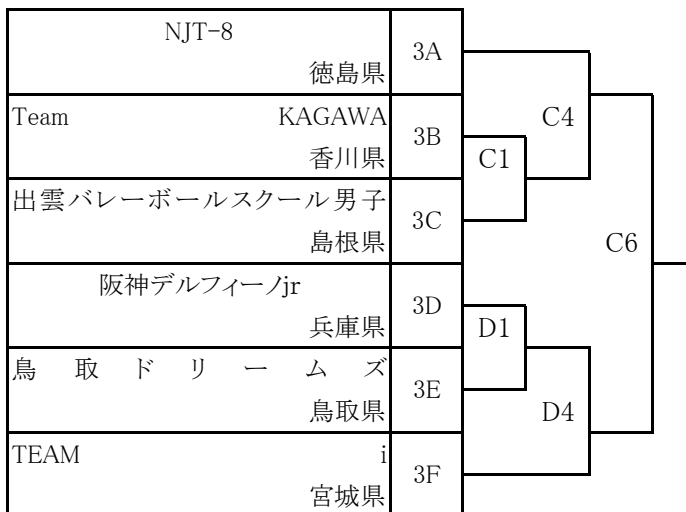 NJT-8
徳島県
3A
Team KAGAWA
香川県
3B
出雲バレーボールスクール男子
島根県
3C
阪神デルフィーノjr
兵庫県
3D
鳥取ドリームズ
鳥取県
3E
TEAM i
宮城県
3F
C4
C1
C6
D1
D4